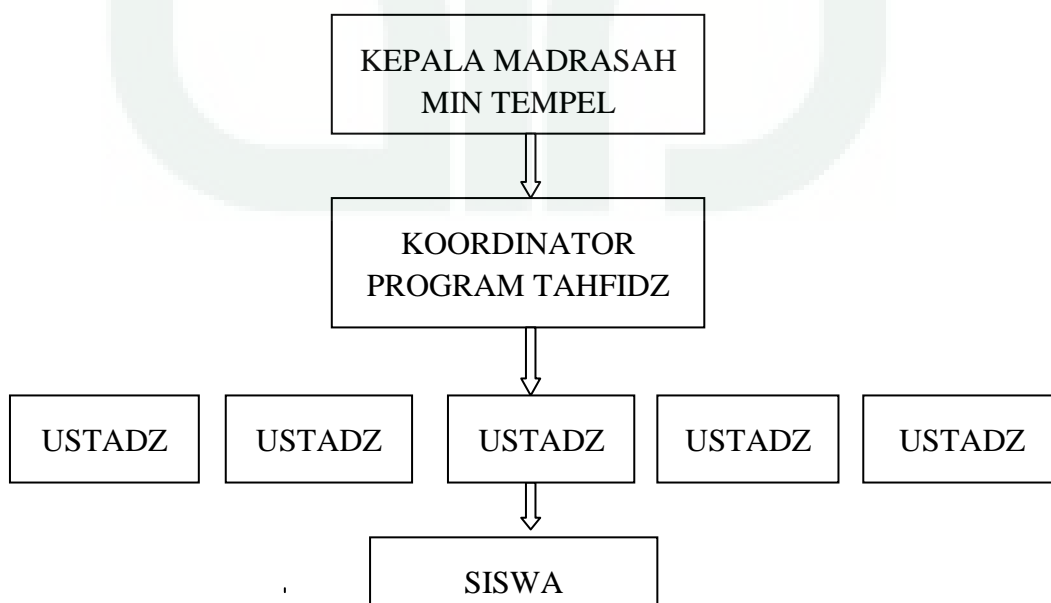 KEPALA MADRASAH
MIN TEMPEL
KOORDINATOR
PROGRAM TAHFIDZ
USTADZ
USTADZ
USTADZ
USTADZ
USTADZ
SISWA